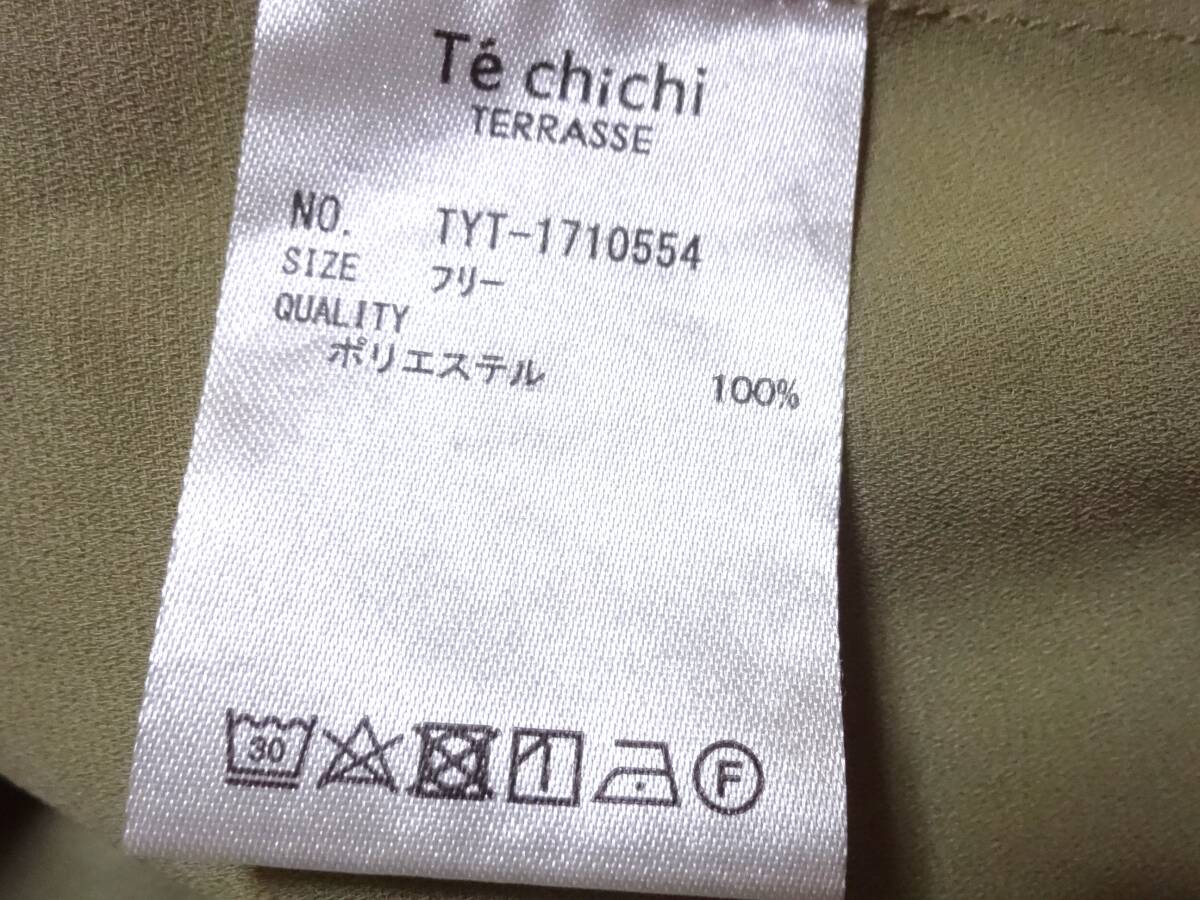 Té chichi
TERRASSE
NO. TYT-1710554
SIZE フリー
QUALITY
ポリエステル 100%
30 F